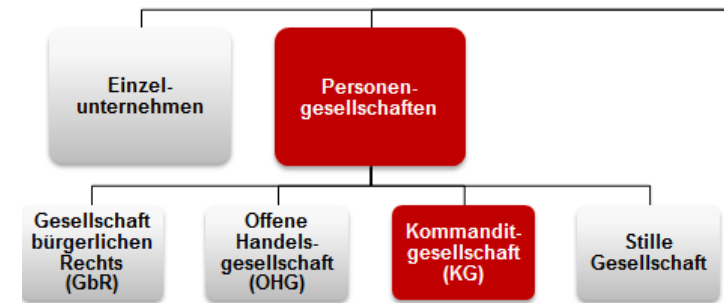 Einzel-
unternehmen
Personen-
gesellschaften
Gesellschaft
bürgerlichen
Rechts
(GbR)
Offene
Handels-
gesellschaft
(OHG)
Kommandit-
gesellschaft
(KG)
Stille
Gesellschaft